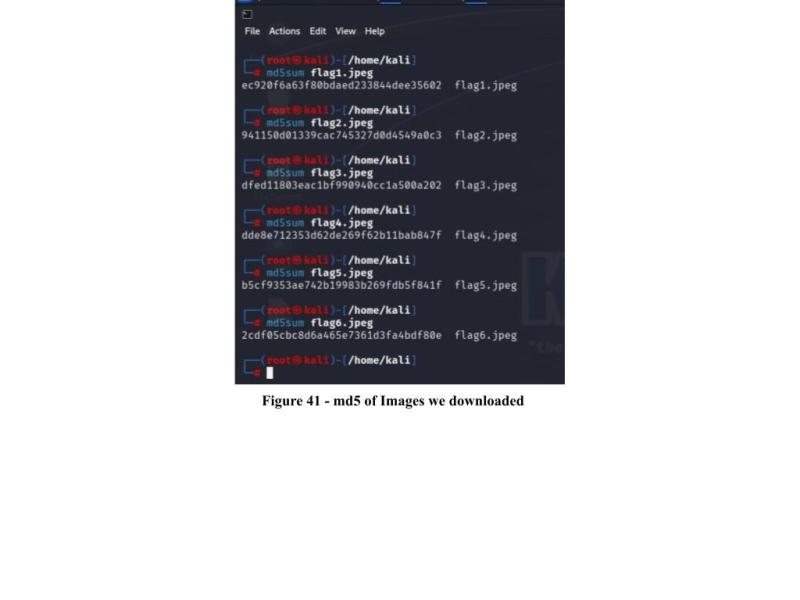 File Actions Edit View Help
┌──(root㉿kali)-[/home/kali]
└─# md5sum flag1.jpeg
ec920f6a63f80bdaed233844dee35602 flag1.jpeg
┌──(root㉿kali)-[/home/kali]
└─# md5sum flag2.jpeg
941150d01339cac745327d0d4549a0c3 flag2.jpeg
┌──(root㉿kali)-[/home/kali]
└─# md5sum flag3.jpeg
dfed11803eac1bf990940cc1a500a202 flag3.jpeg
┌──(root㉿kali)-[/home/kali]
└─# md5sum flag4.jpeg
dde8e712353d62de269f62b11bab847f flag4.jpeg
┌──(root㉿kali)-[/home/kali]
└─# md5sum flag5.jpeg
b5cf9353ae742b19983b269fdb5f841f flag5.jpeg
┌──(root㉿kali)-[/home/kali]
└─# md5sum flag6.jpeg
2cdf05cbc8d6a465e7361d3fa4bdf80e flag6.jpeg
┌──(root㉿kali)-[/home/kali]
└─#
"the
Figure 41 - md5 of Images we downloaded